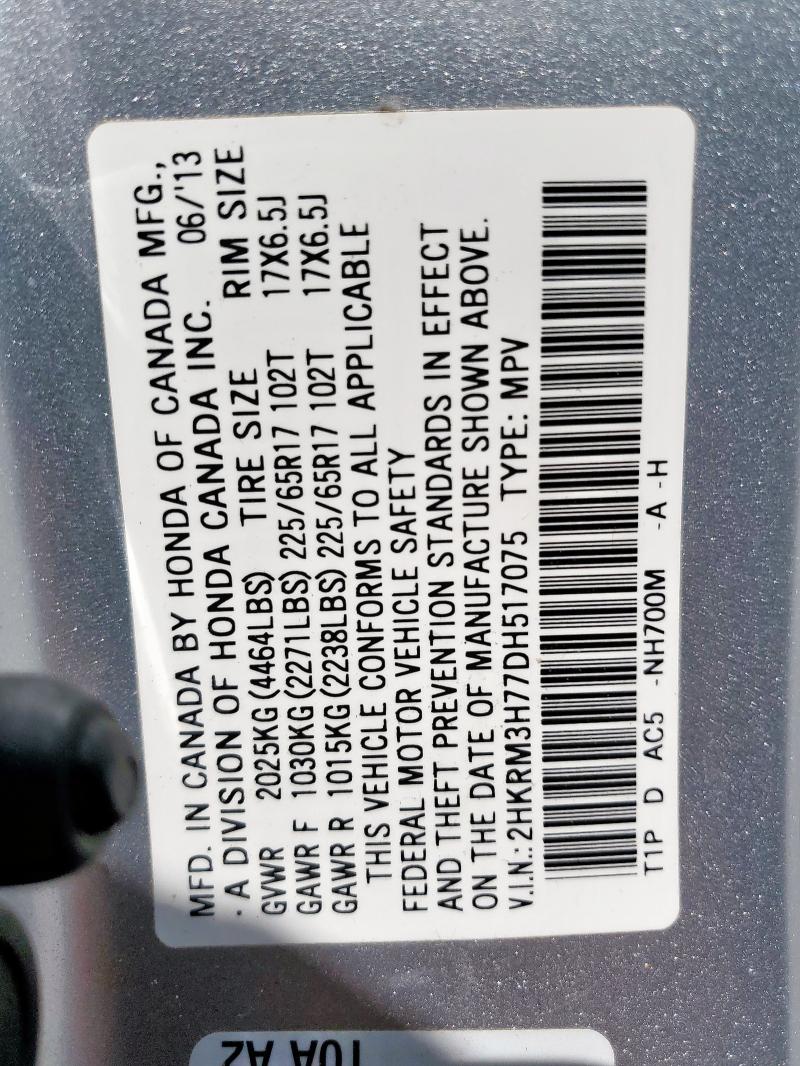 MFD. IN CANADA BY HONDA OF CANADA MFG.,
· A DIVISION OF HONDA CANADA INC. 06/'13
GVWR 2025KG (4464LBS) TIRE SIZE RIM SIZE
GAWR F 1030KG (2271LBS) 225/65R17 102T 17X6.5J
GAWR R 1015KG (2238LBS) 225/65R17 102T 17X6.5J
THIS VEHICLE CONFORMS TO ALL APPLICABLE
FEDERAL MOTOR VEHICLE SAFETY
AND THEFT PREVENTION STANDARDS IN EFFECT
ON THE DATE OF MANUFACTURE SHOWN ABOVE.
V.I.N.: 2HKRM3H77DH517075 TYPE: MPV
T1P D AC5 -NH700M -A -H